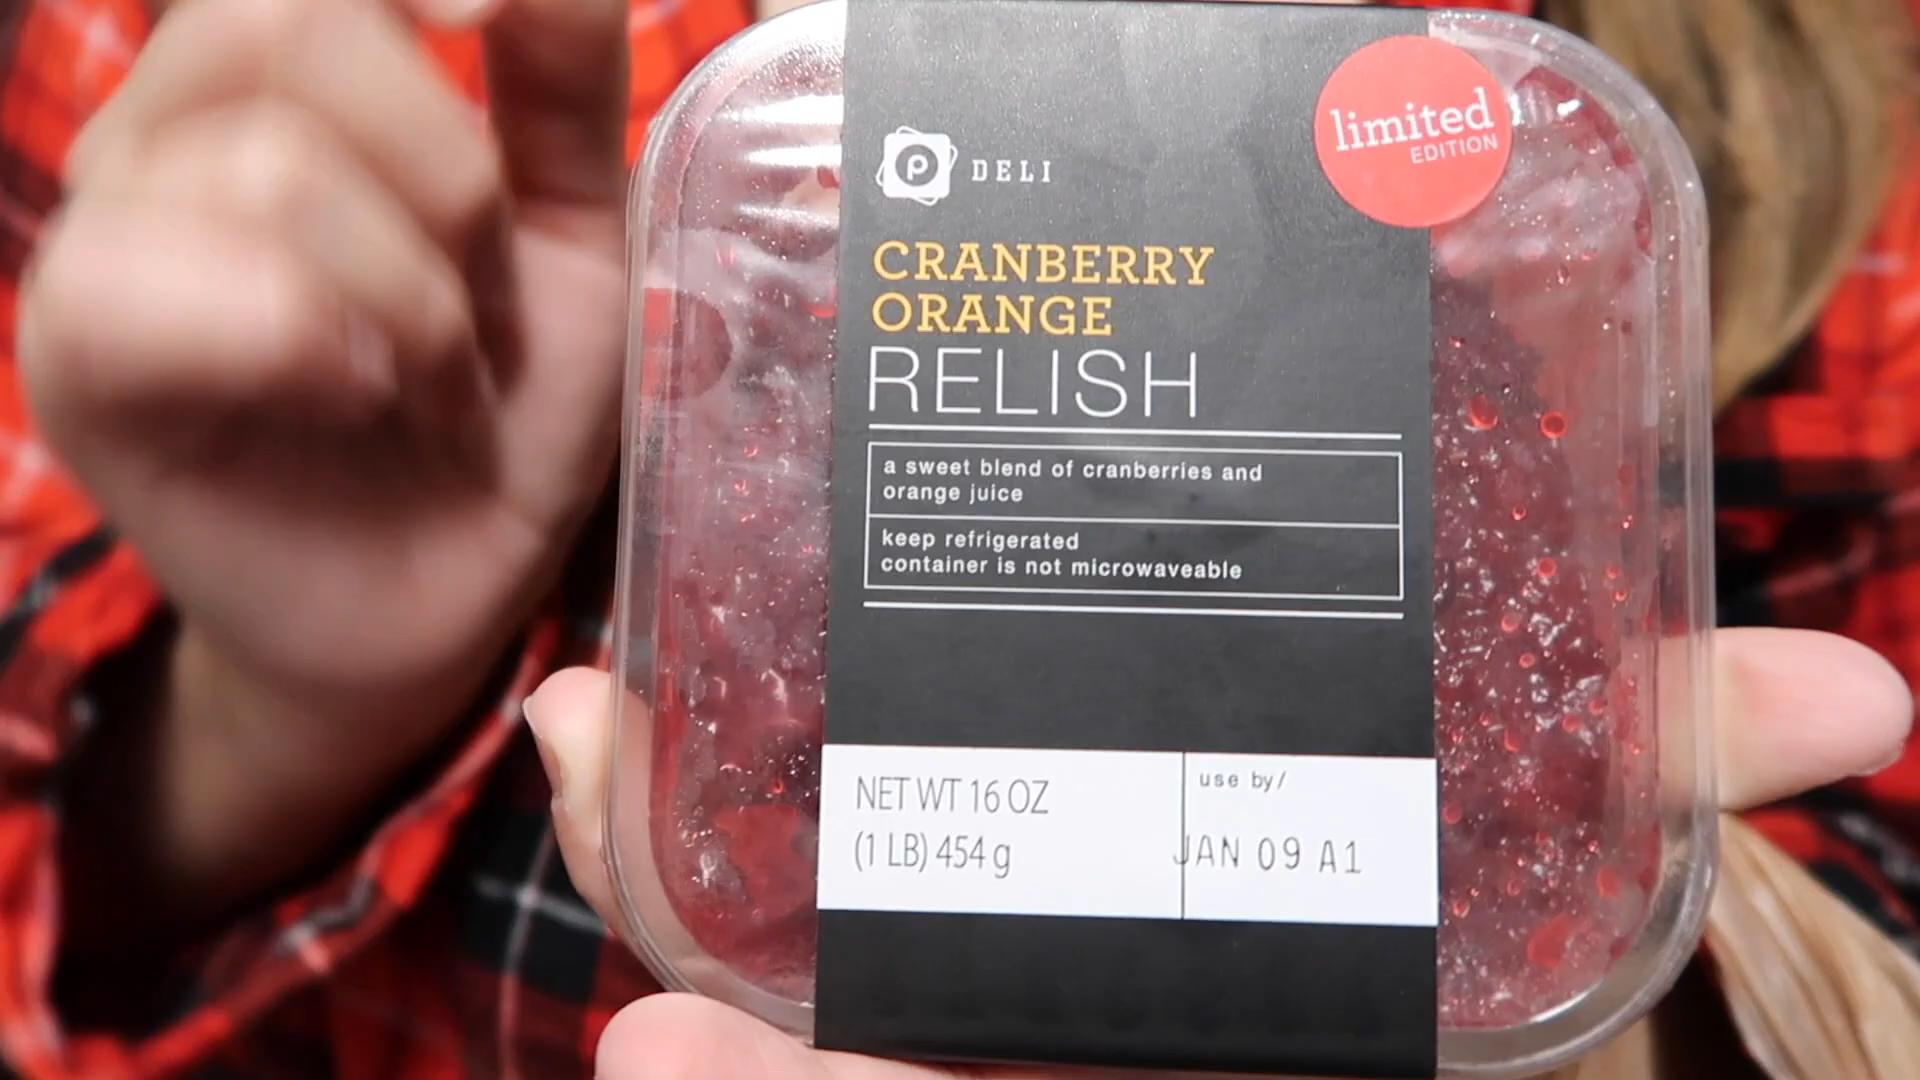 P DELI
limited
EDITION
CRANBERRY
ORANGE
RELISH
a sweet blend of cranberries and
orange juice
keep refrigerated
container is not microwaveable
NET WT 16 OZ
(1 LB) 454 g
use by/
JAN 09 A1